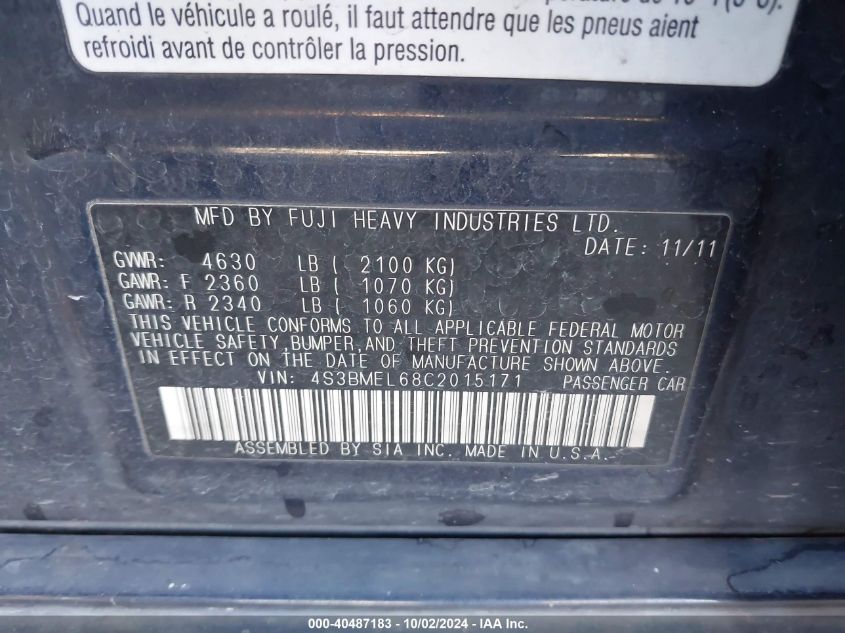 Quand le véhicule a roulé, il faut attendre que les pneus aient
refroidi avant de contrôler la pression.
MFD BY FUJI HEAVY INDUSTRIES LTD.
DATE: 11/11
GVWR: 4630 LB ( 2100 KG)
GAWR: F 2360 LB ( 1070 KG)
GAWR: R 2340 LB ( 1060 KG)
THIS VEHICLE CONFORMS TO ALL APPLICABLE FEDERAL MOTOR
VEHICLE SAFETY,BUMPER,AND THEFT PREVENTION STANDARDS
IN EFFECT ON THE DATE OF MANUFACTURE SHOWN ABOVE.
VIN: 4S3BMEL68C2015171 PASSENGER CAR
ASSEMBLED BY SIA INC. MADE IN U.S.A.
000-40487183 - 10/02/2024 - IAA Inc.